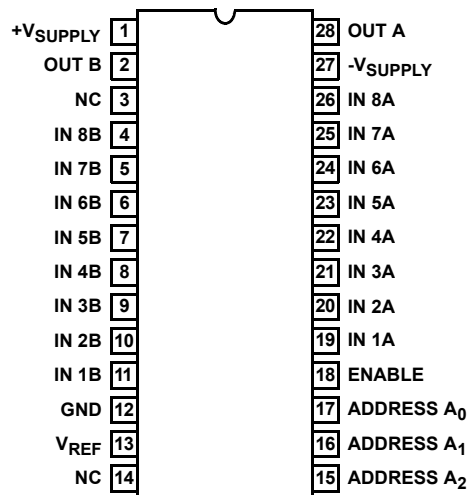 +VSUPPLY 1 28 OUT A
OUT B 2 27 -VSUPPLY
NC 3 26 IN 8A
IN 8B 4 25 IN 7A
IN 7B 5 24 IN 6A
IN 6B 6 23 IN 5A
IN 5B 7 22 IN 4A
IN 4B 8 21 IN 3A
IN 3B 9 20 IN 2A
IN 2B 10 19 IN 1A
IN 1B 11 18 ENABLE
GND 12 17 ADDRESS A0
VREF 13 16 ADDRESS A1
NC 14 15 ADDRESS A2